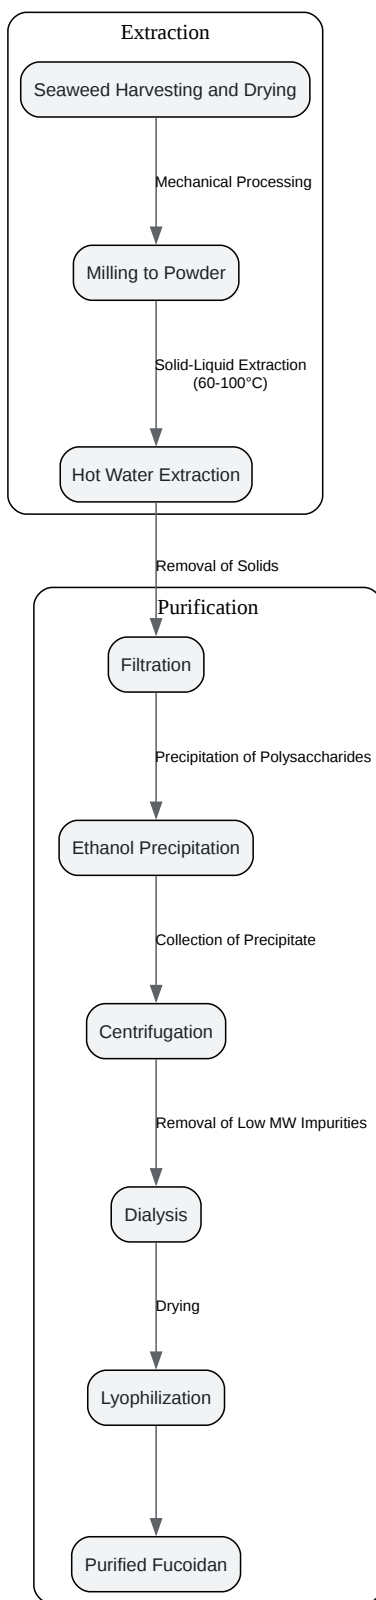 Extraction
Seaweed Harvesting and Drying
Mechanical Processing
Milling to Powder
Solid-Liquid Extraction
(60-100°C)
Hot Water Extraction
Removal of Solids
Purification
Filtration
Precipitation of Polysaccharides
Ethanol Precipitation
Collection of Precipitate
Centrifugation
Removal of Low MW Impurities
Dialysis
Drying
Lyophilization
Purified Fucoidan